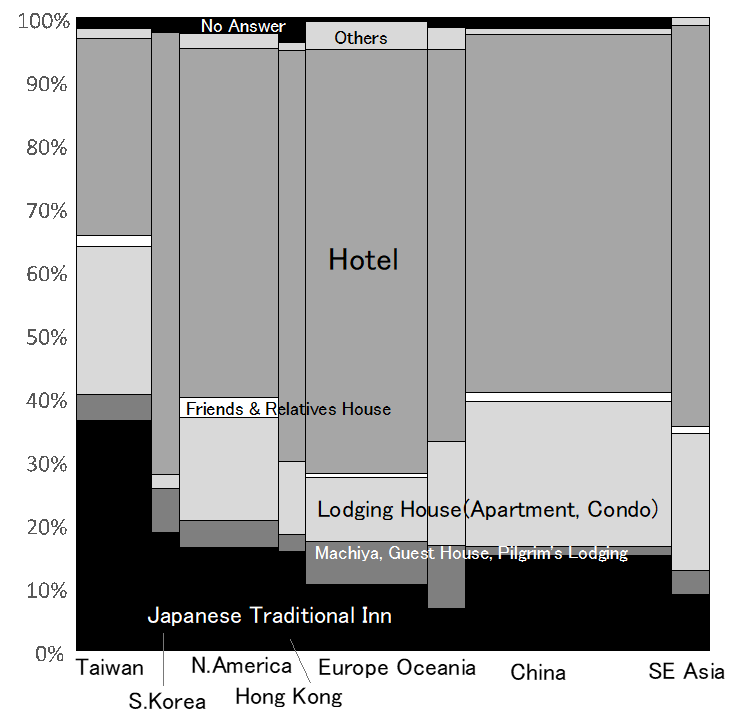 100%
No Answer
Others
90%
80%
70%
Hotel
60%
50%
40%
Friends & Relatives House
30%
Lodging House(Apartment, Condo)
20%
Machiya, Guest House, Pilgrim's Lodging
10%
Japanese Traditional Inn
0%
Taiwan
N.America
Europe
Oceania
China
SE Asia
S.Korea
Hong Kong